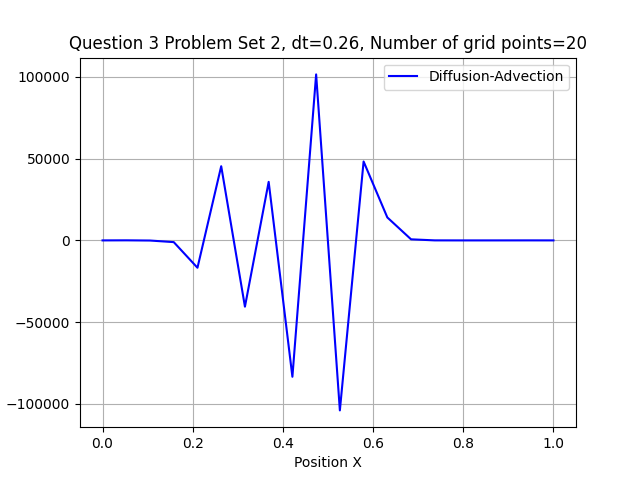 Question 3 Problem Set 2, dt=0.26, Number of grid points=20
Diffusion-Advection
100000
50000
0
−50000
−100000
0.0 0.2 0.4 0.6 0.8 1.0
Position X